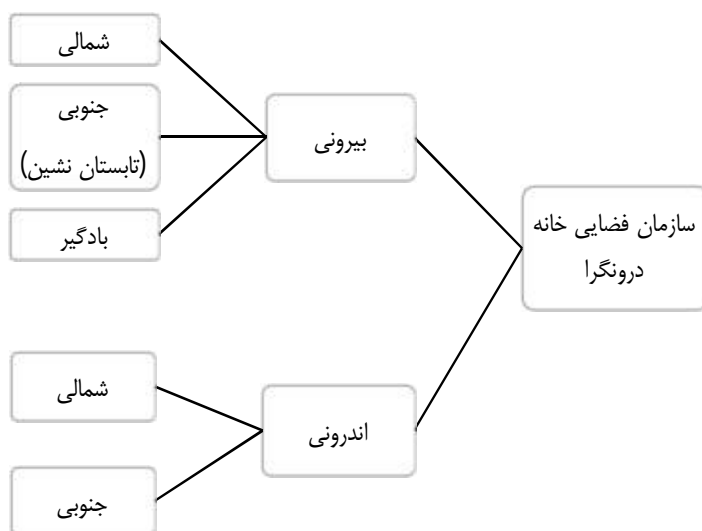 سازمان فضایی خانه
درونگرا
بیرونی
شمالی
جنوبی
(تابستان نشین)
بادگیر
اندرونی
شمالی
جنوبی